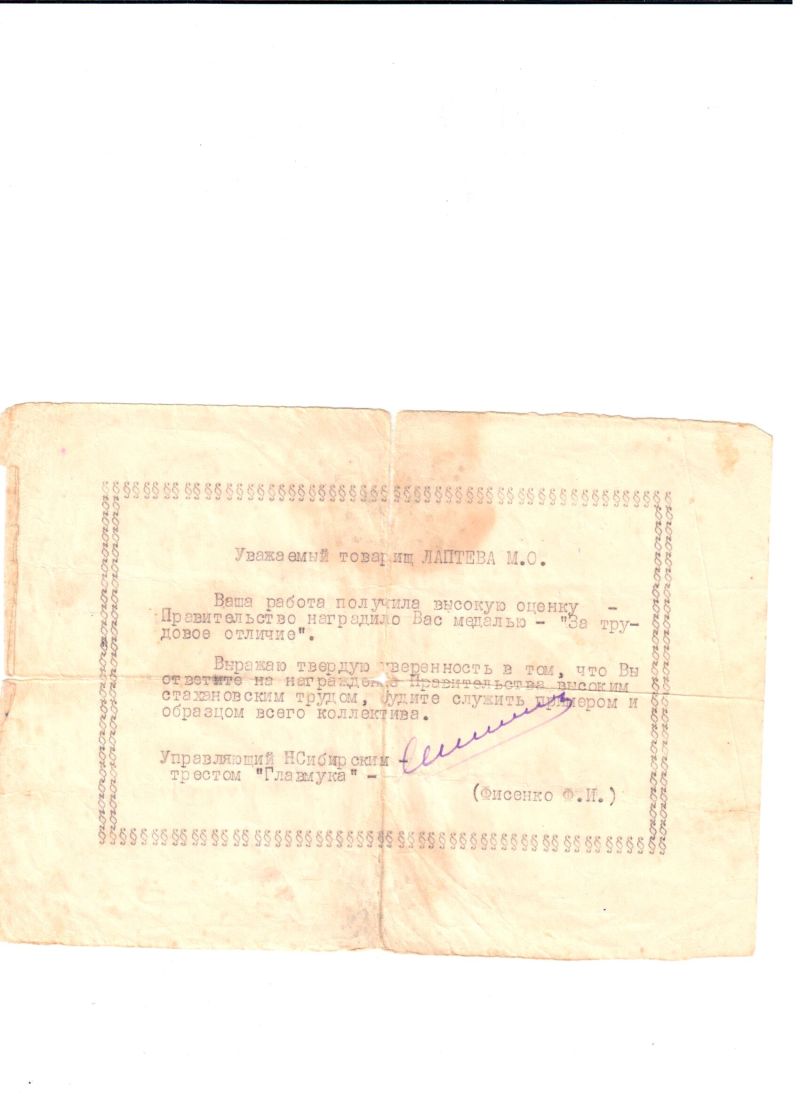 Уважаемый товарищ ЛАПТЕВА М.О.
Ваша работа получила высокую оценку –
Правительство наградило Вас медалью – "За тру-
довое отличие".
Выражаю твердую уверенность в том, что Вы
ответите на награждение Правительства высоким
стахановским трудом, будите служить примером и
образцом всего коллектива.
Управляющий НСибирским –
трестом "Главмука" –
(Фисенко Ф.И.)